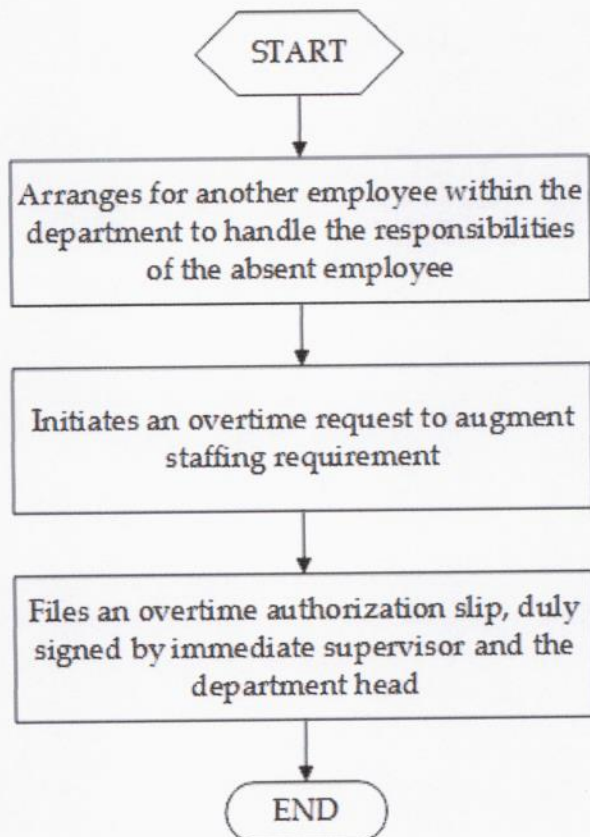 START
Arranges for another employee within the
department to handle the responsibilities
of the absent employee
Initiates an overtime request to augment
staffing requirement
Files an overtime authorization slip, duly
signed by immediate supervisor and the
department head
END